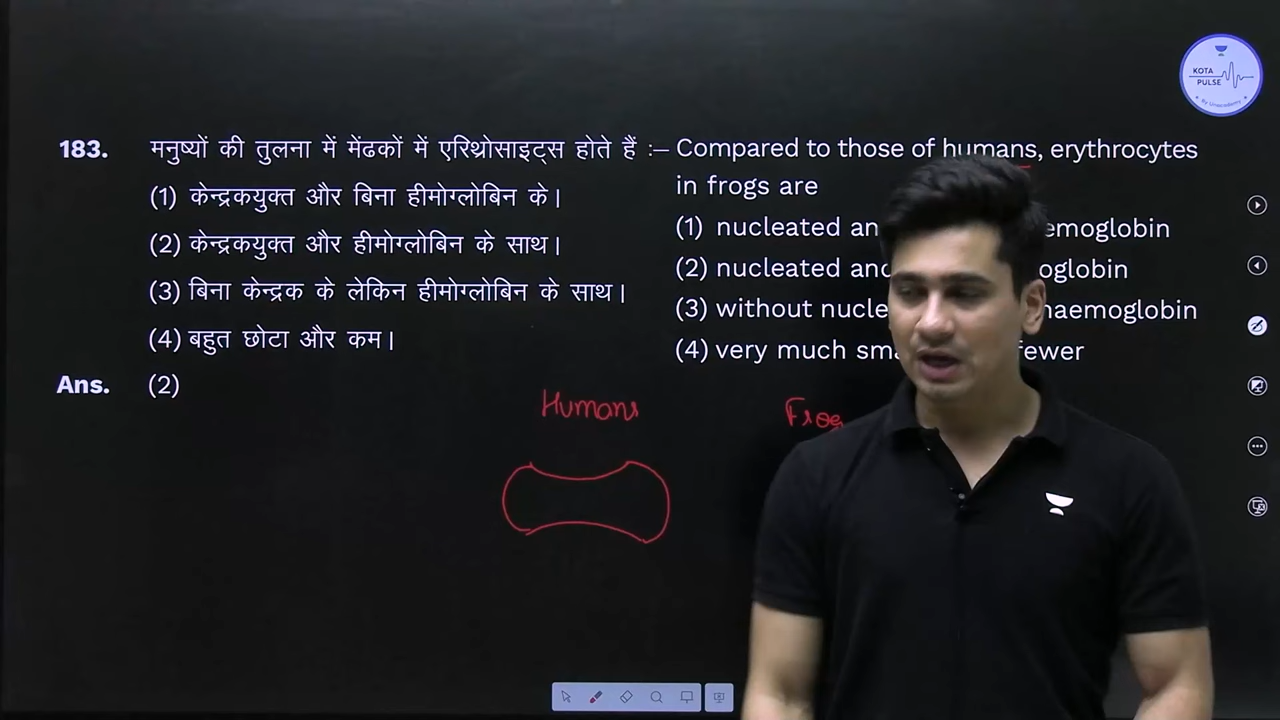 KOTA
PULSE
By Unacademy
183. मनुष्यों की तुलना में मेंढकों में एरिथ्रोसाइट्स होते हैं :–
(1) केन्द्रकयुक्त और बिना हीमोग्लोबिन के।
(2) केन्द्रकयुक्त और हीमोग्लोबिन के साथ।
(3) बिना केन्द्रक के लेकिन हीमोग्लोबिन के साथ।
(4) बहुत छोटा और कम।
Ans. (2)
Compared to those of humans, erythrocytes
in frogs are
(1) nucleated an emoglobin
(2) nucleated and oglobin
(3) without nucle haemoglobin
(4) very much sma fewer
Humans
Frog